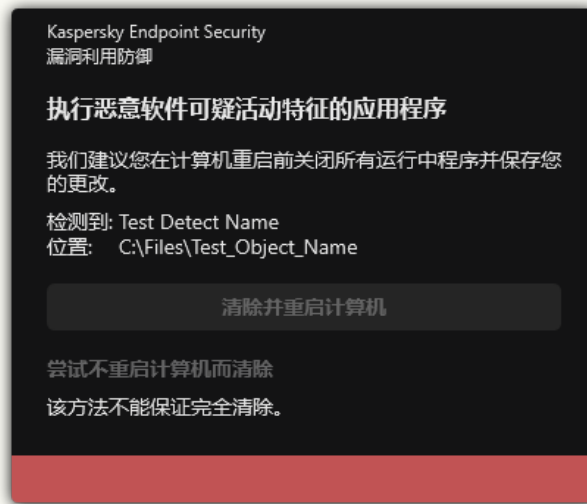 Kaspersky Endpoint Security
漏洞利用防御
执行恶意软件可疑活动特征的应用程序
我们建议您在计算机重启前关闭所有运行中程序并保存您
的更改。
检测到: Test Detect Name
位置: C:\Files\Test_Object_Name
清除并重启计算机
尝试不重启计算机而清除
该方法不能保证完全清除。